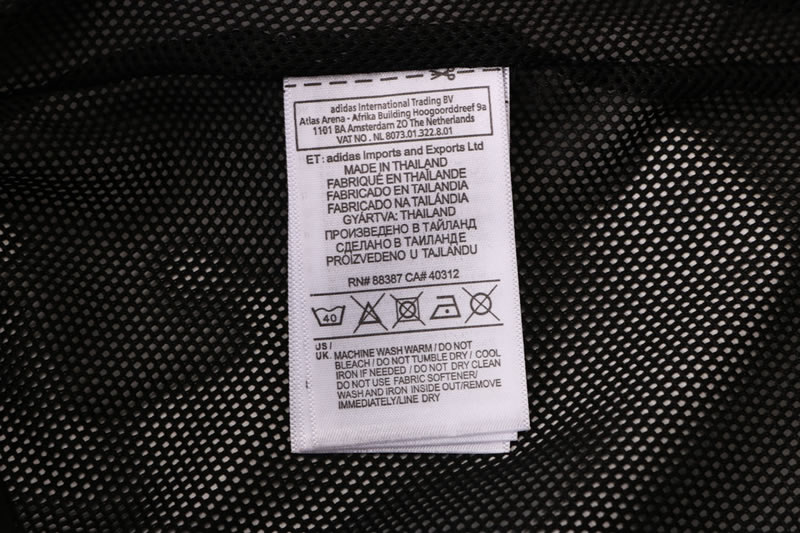 adidas International Trading BV
Atlas Arena - Afrika Building Hoogoorddreef 9a
1101 BA Amsterdam ZO The Netherlands
VAT NO . NL 8073.01.322.8.01
ET: adidas Imports and Exports Ltd
MADE IN THAILAND
FABRIQUÉ EN THAÏLANDE
FABRICADO EN TAILANDIA
FABRICADO NA TAILÂNDIA
GYÁRTVA: THAILAND
ПРОИЗВЕДЕНО В ТАЙЛАНД
СДЕЛАНО В ТАИЛАНДЕ
PROIZVEDENO U TAJLANDU
RN# 88387 CA# 40312
40
US /
UK. MACHINE WASH WARM / DO NOT
BLEACH / DO NOT TUMBLE DRY / COOL
IRON IF NEEDED / DO NOT DRY CLEAN
DO NOT USE FABRIC SOFTENER/
WASH AND IRON INSIDE OUT/REMOVE
IMMEDIATELY/LINE DRY